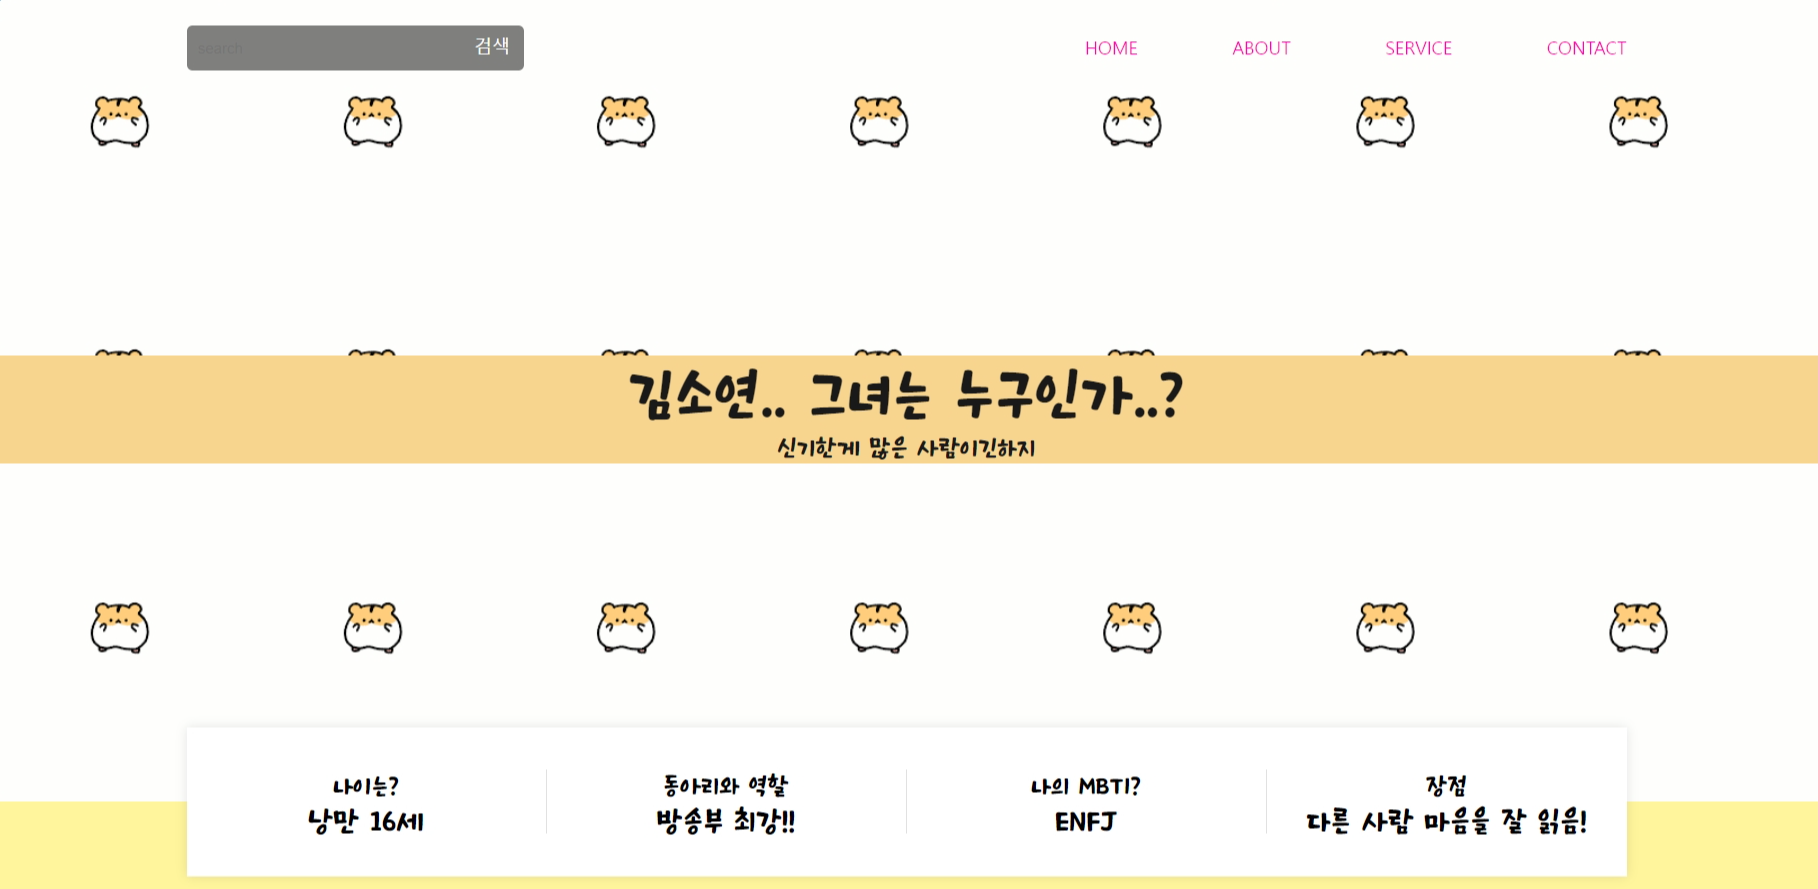 search 검색 HOME ABOUT SERVICE CONTACT
김소연.. 그녀는 누구인가..?
신기한게 많은 사람이긴하지
나이는? 동아리와 역할 나의 MBTI? 장점
낭만 16세 방송부 최강!! ENFJ 다른 사람 마음을 잘 읽음!